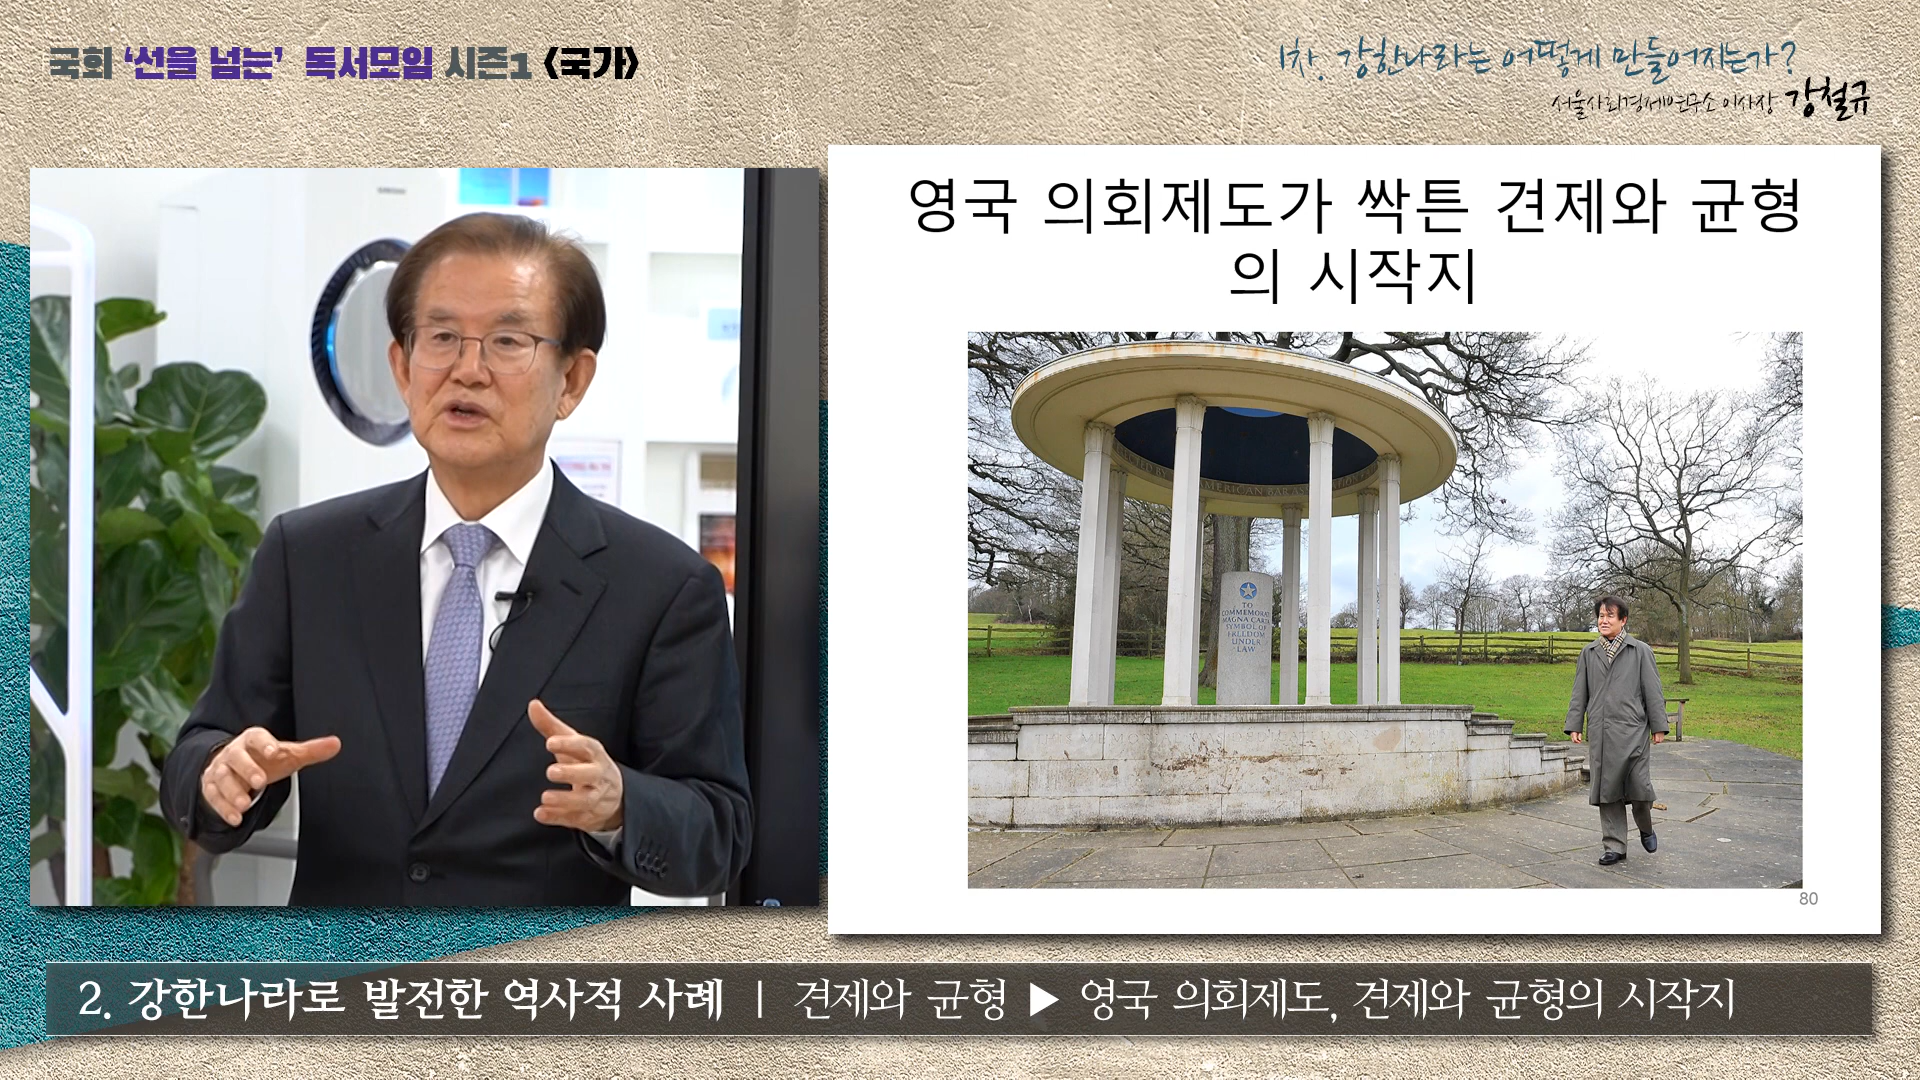 국회 ‘선을 넘는’ 독서모임 시즌1 〈국가〉
1차. 강한나라는 어떻게 만들어지는가?
서울사회경제연구소 이사장 강철규
영국 의회제도가 싹튼 견제와 균형
의 시작지
AMERICAN BAR
TO
COMMEMORATE
MAGNA CARTA
SYMBOL OF
FREEDOM
UNDER
LAW
80
2. 강한나라로 발전한 역사적 사례 | 견제와 균형 ▶ 영국 의회제도, 견제와 균형의 시작지